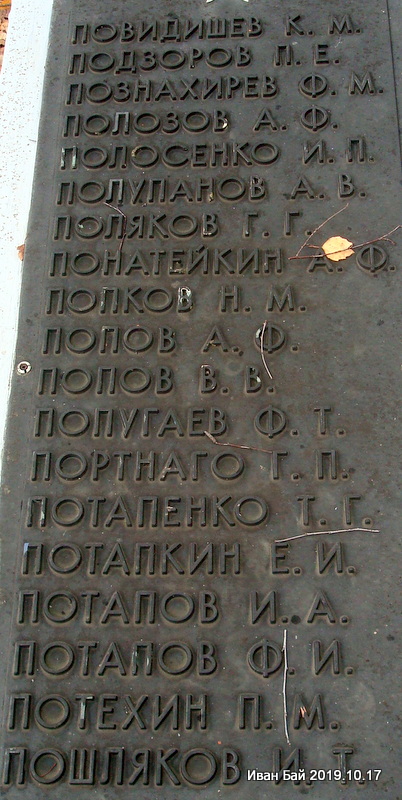 ПОВИДИШЕВ К. М.
ПОДЗОРОВ П. Е.
ПОЗНАХИРЕВ Ф. М.
ПОЛОЗОВ А. Ф.
ПОЛОСЕНКО И. П.
ПОЛУПАНОВ А. В.
ПОЛЯКОВ Г. Г.
ПОНАТЕЙКИН А. Ф.
ПОПКОВ Н. М.
ПОПОВ А. Ф.
ПОПОВ В. В.
ПОПУГАЕВ Ф. Т.
ПОРТНАГО Г. П.
ПОТАПЕНКО Т. Г.
ПОТАПКИН Е. И.
ПОТАПОВ И. А.
ПОТАПОВ Ф. И.
ПОТЕХИН П. М.
ПОШЛЯКОВ И. Т.
Иван Бай 2019.10.17